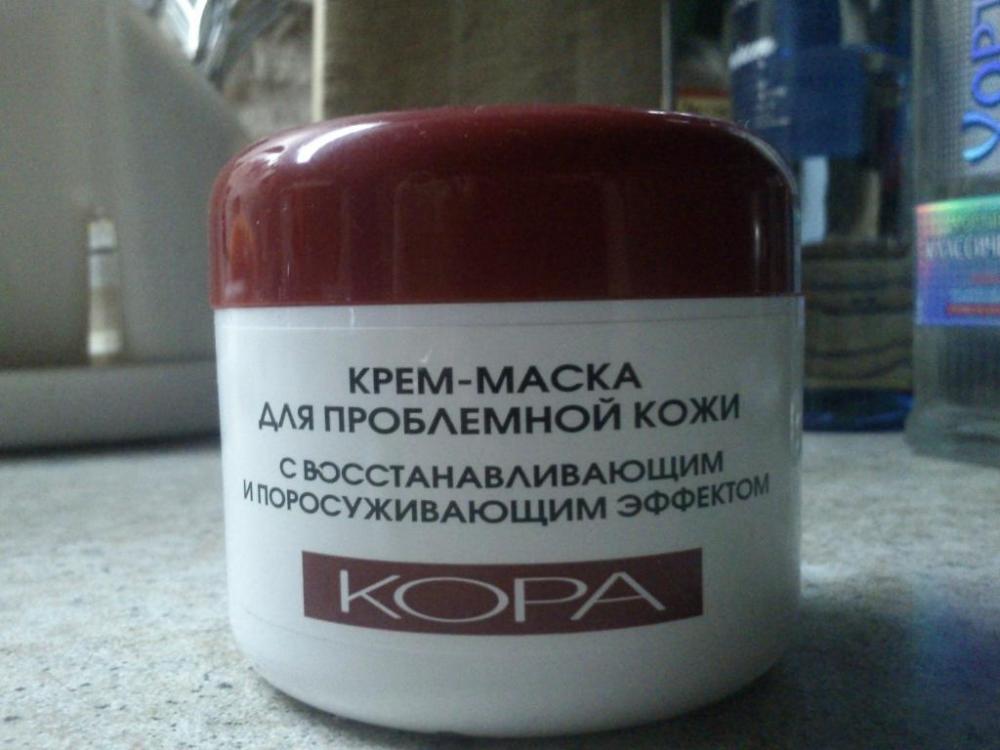 КРЕМ-МАСКА
ДЛЯ ПРОБЛЕМНОЙ КОЖИ
С ВОССТАНАВЛИВАЮЩИМ
И ПОРОСУЖИВАЮЩИМ ЭФФЕКТОМ
КОРА